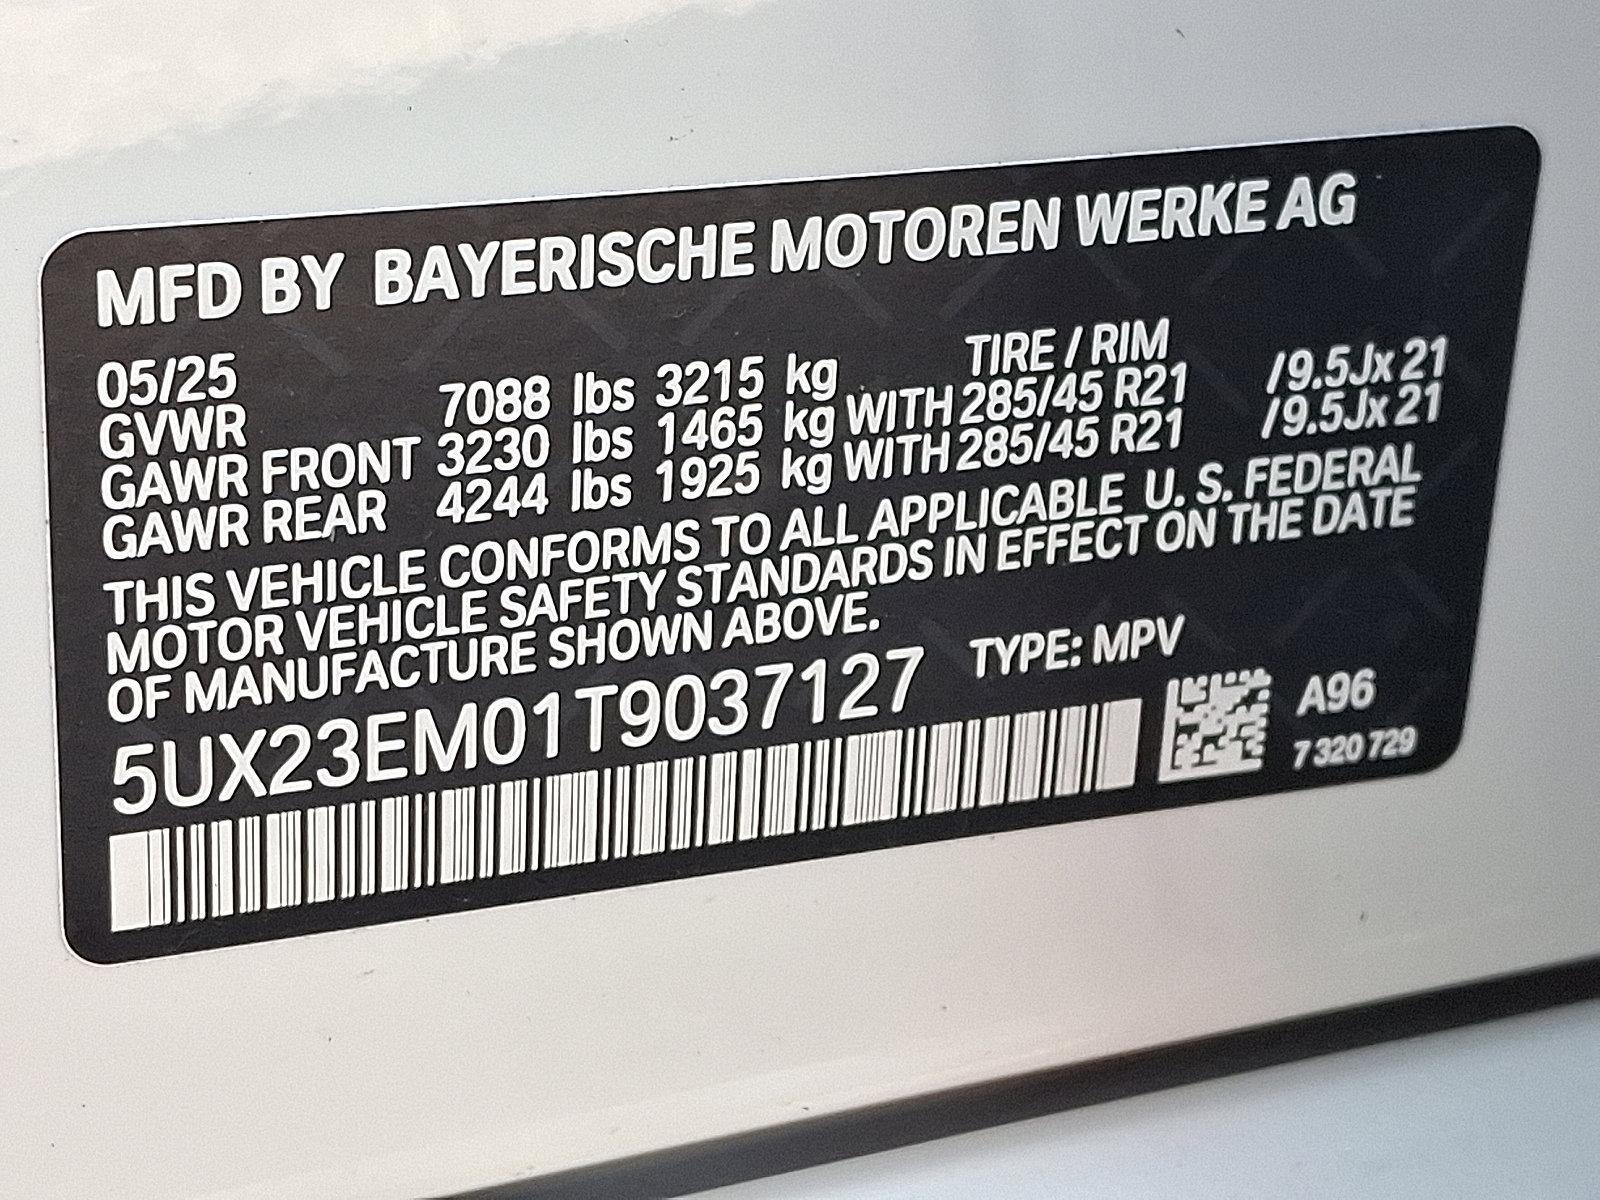 MFD BY BAYERISCHE MOTOREN WERKE AG
05/25 TIRE / RIM
GVWR 7088 lbs 3215 kg
GAWR FRONT 3230 lbs 1465 kg WITH 285/45 R21 /9.5Jx 21
GAWR REAR 4244 lbs 1925 kg WITH 285/45 R21 /9.5Jx 21
THIS VEHICLE CONFORMS TO ALL APPLICABLE U. S. FEDERAL
MOTOR VEHICLE SAFETY STANDARDS IN EFFECT ON THE DATE
OF MANUFACTURE SHOWN ABOVE.
5UX23EM01T9037127 TYPE: MPV
A96
7 320 729